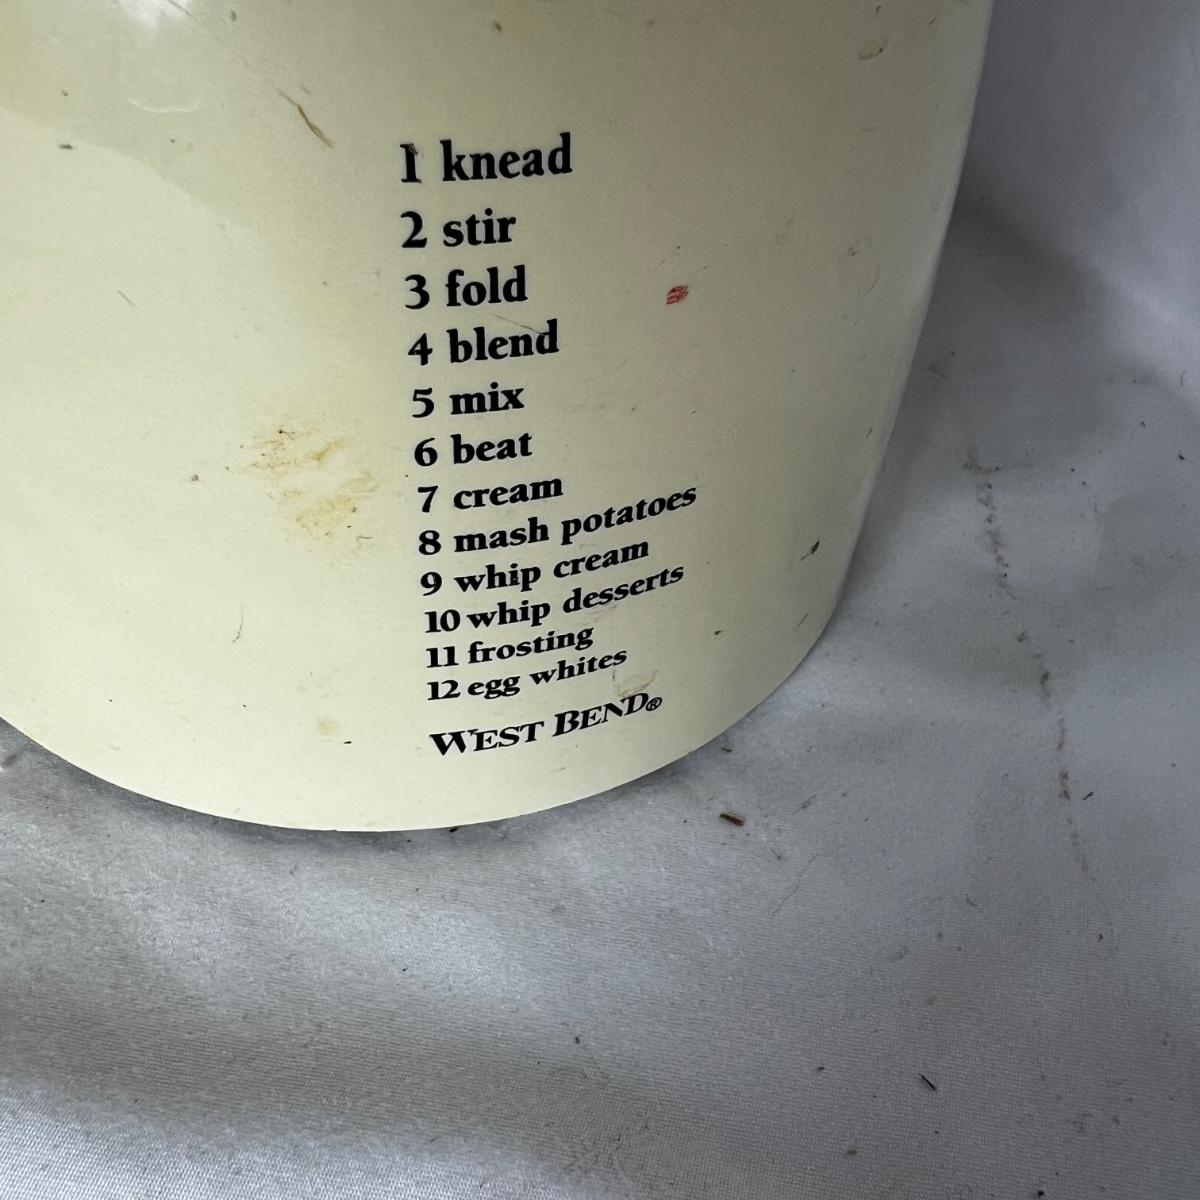 1 knead
2 stir
3 fold
4 blend
5 mix
6 beat
7 cream
8 mash potatoes
9 whip cream
10 whip desserts
11 frosting
12 egg whites
WEST BEND®